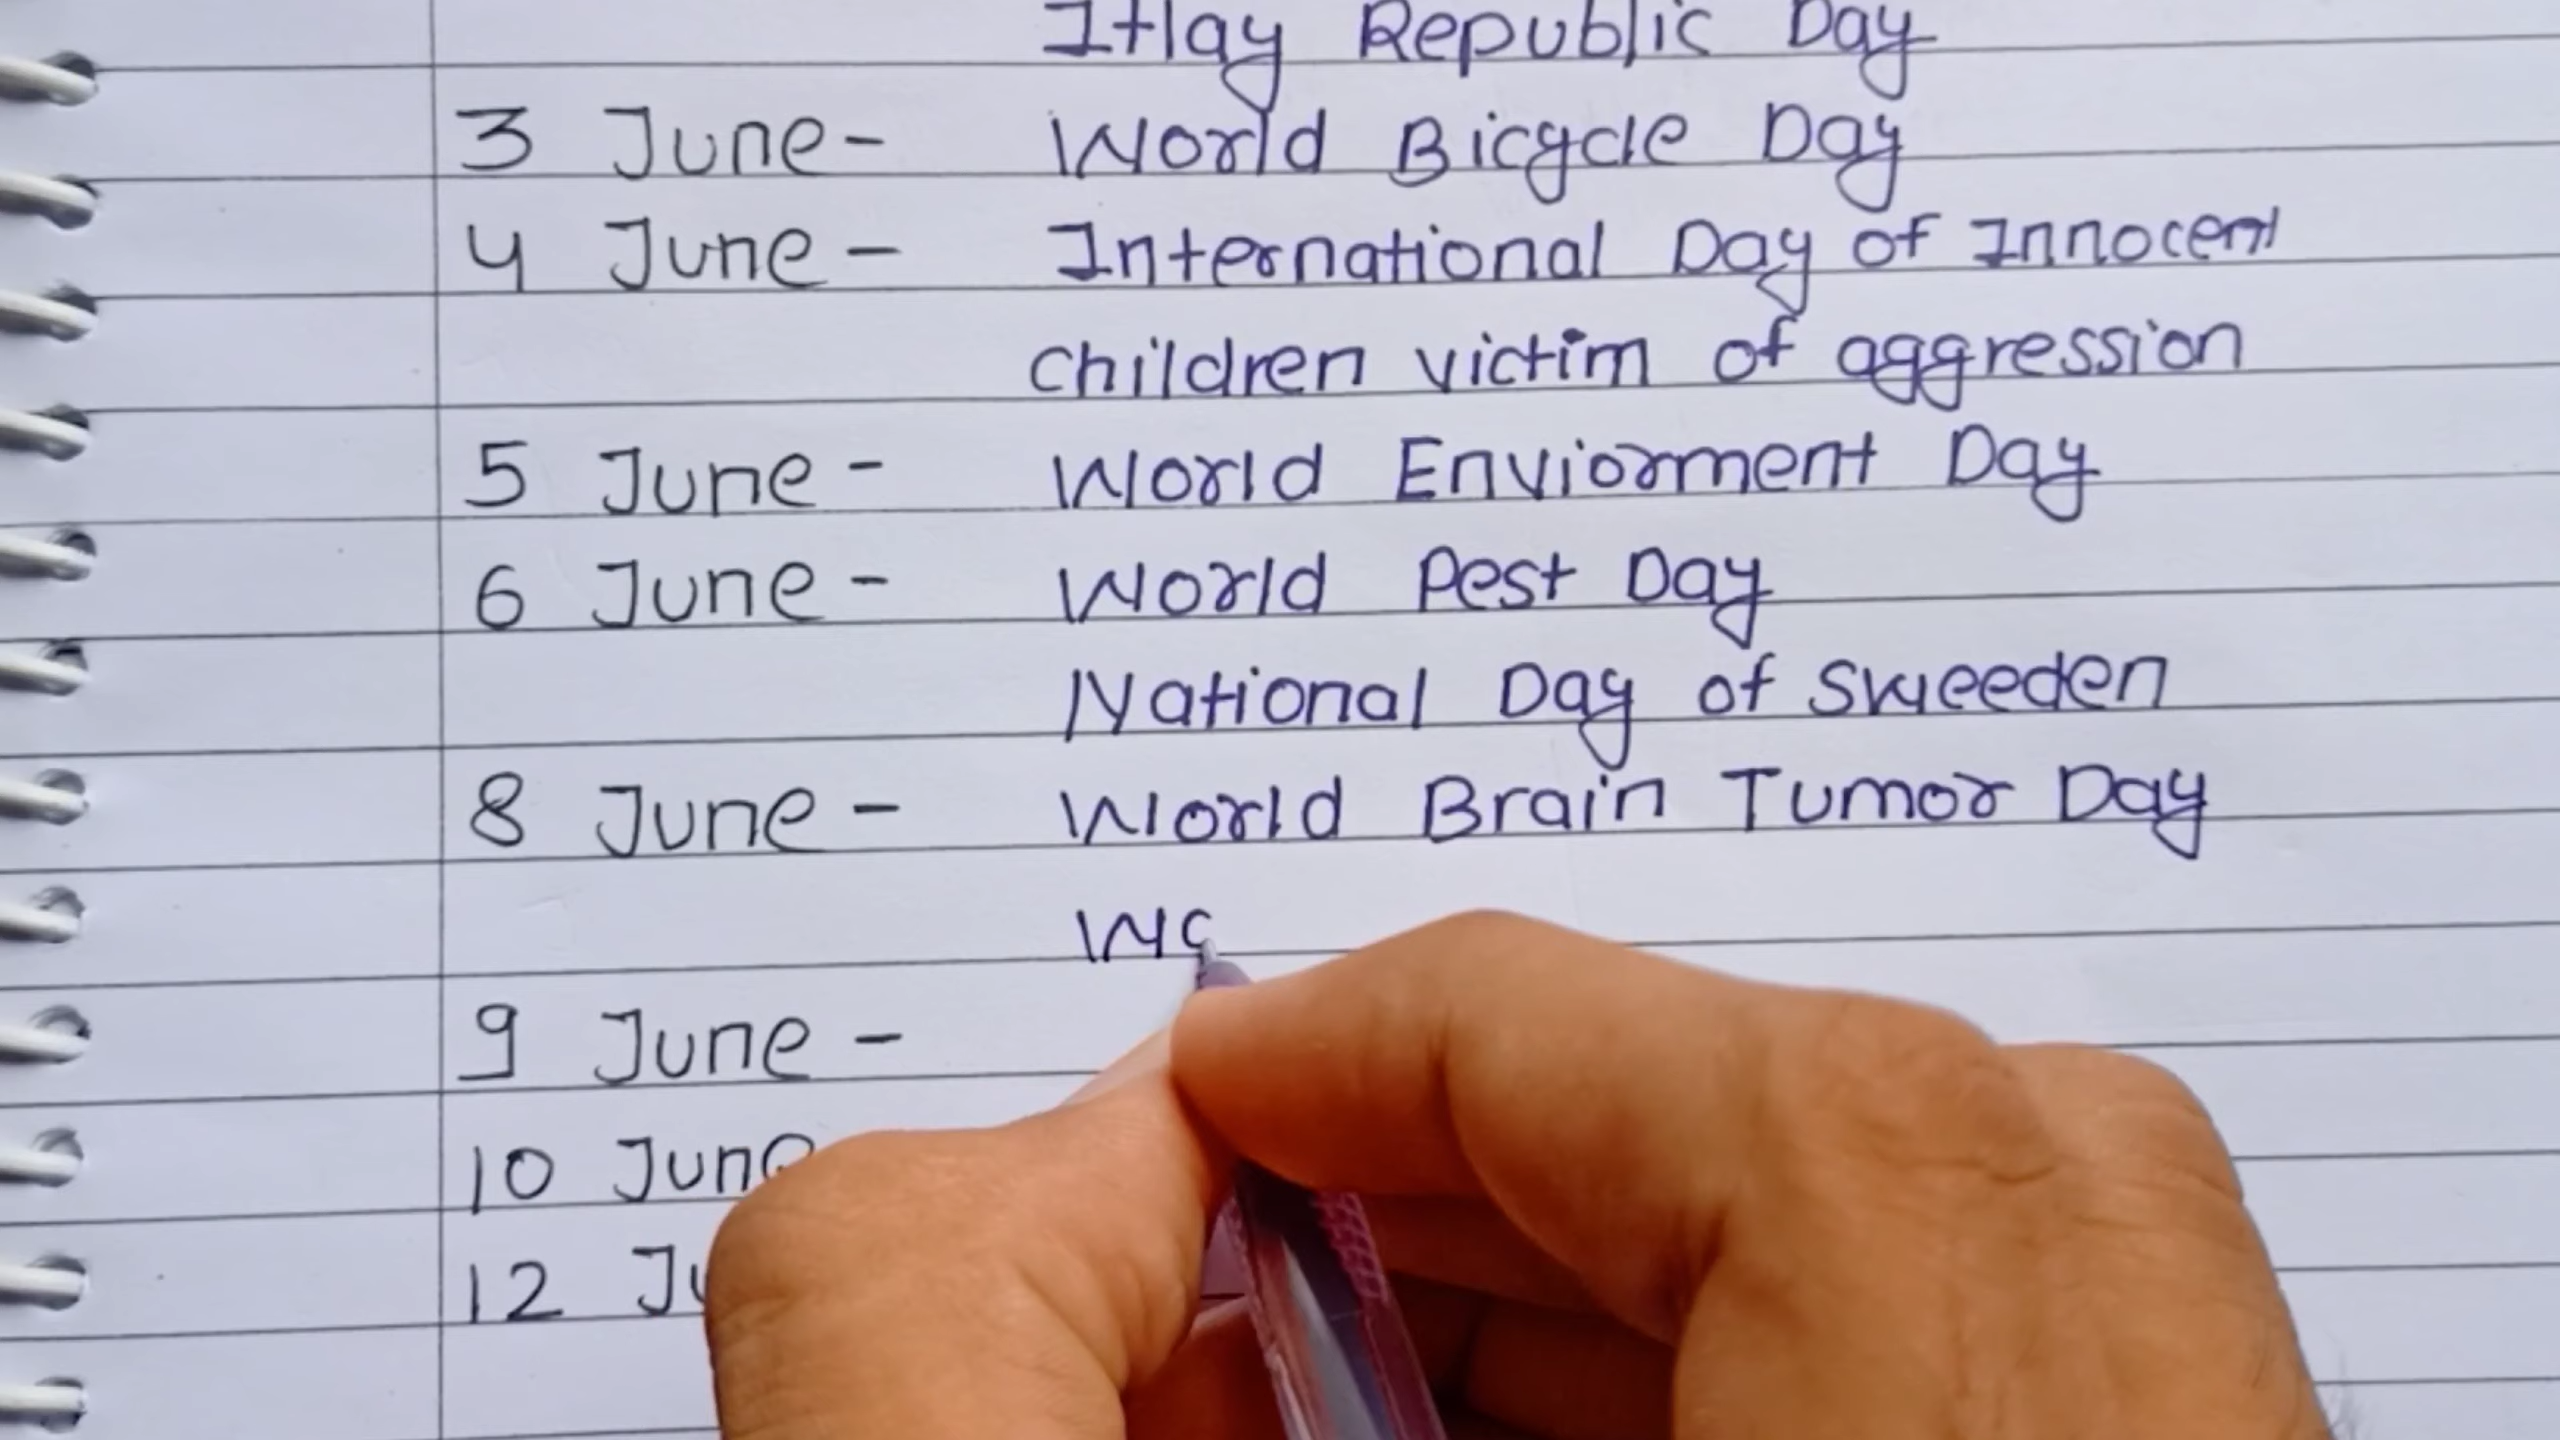 Itlay Republic Day
3 June - World Bicycle Day
4 June - International Day of Innocent
children victim of aggression
5 June - World Enviorment Day
6 June - World Pest Day
National Day of Sweeden
8 June - World Brain Tumor Day
9 June -
10 June
12